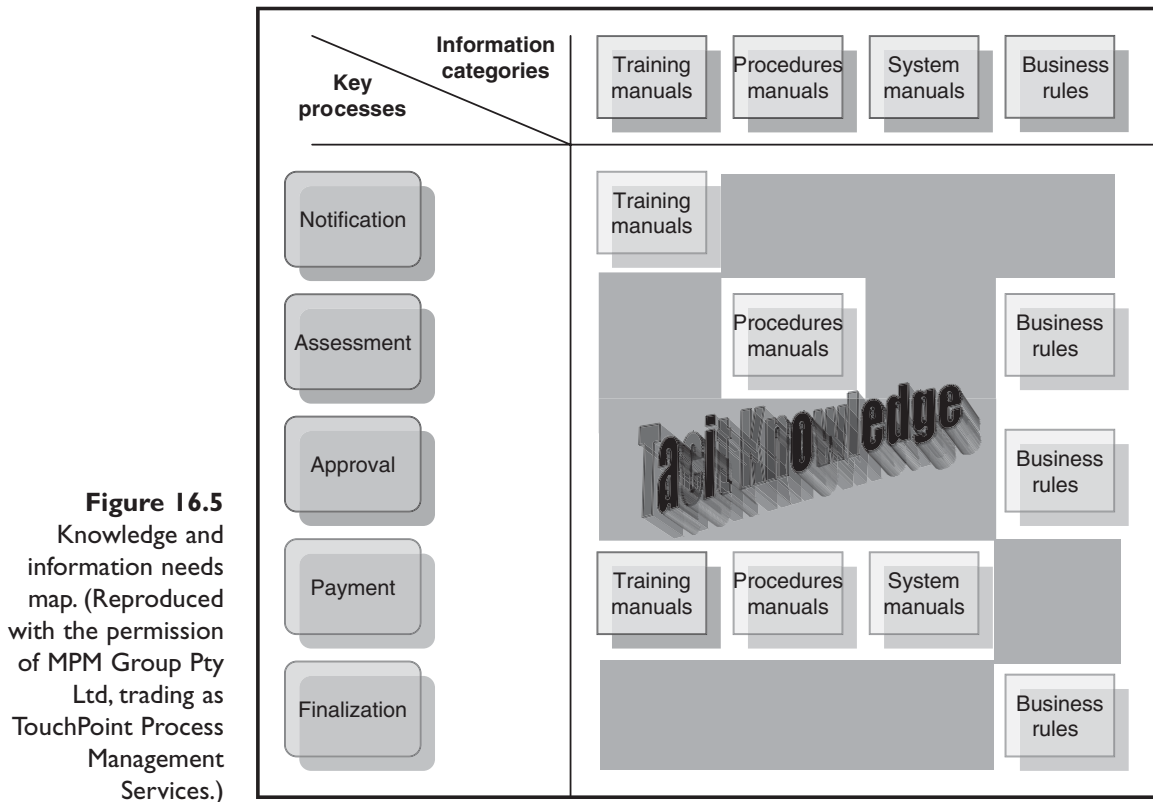 Information
categories
Key
processes
Training
manuals
Procedures
manuals
System
manuals
Business
rules
Notification
Training
manuals
Assessment
Procedures
manuals
Business
rules
Tacit Knowledge
Approval
Business
rules
Payment
Training
manuals
Procedures
manuals
System
manuals
Finalization
Business
rules
Figure 16.5
Knowledge and
information needs
map. (Reproduced
with the permission
of MPM Group Pty
Ltd, trading as
TouchPoint Process
Management
Services.)